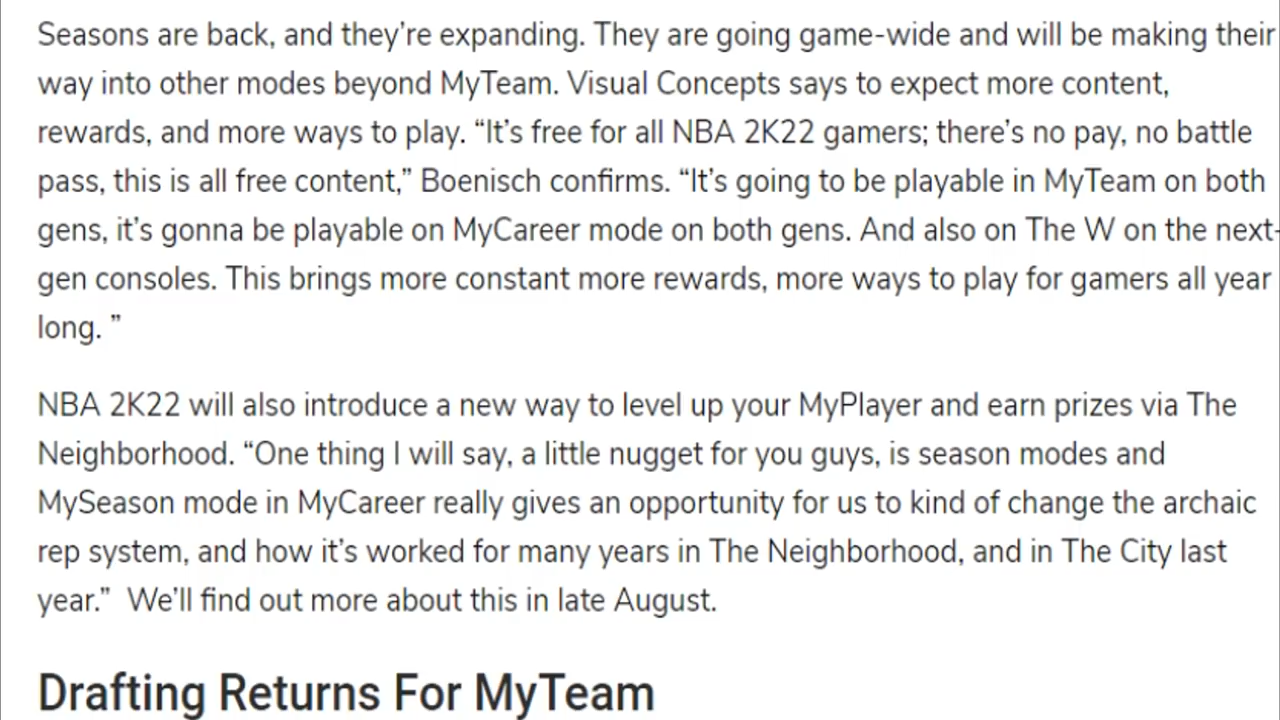 Seasons are back, and they’re expanding. They are going game-wide and will be making their
way into other modes beyond MyTeam. Visual Concepts says to expect more content,
rewards, and more ways to play. “It’s free for all NBA 2K22 gamers; there’s no pay, no battle
pass, this is all free content,” Boenisch confirms. “It’s going to be playable in MyTeam on both
gens, it’s gonna be playable on MyCareer mode on both gens. And also on The W on the next-
gen consoles. This brings more constant more rewards, more ways to play for gamers all year
long. ”
NBA 2K22 will also introduce a new way to level up your MyPlayer and earn prizes via The
Neighborhood. “One thing I will say, a little nugget for you guys, is season modes and
MySeason mode in MyCareer really gives an opportunity for us to kind of change the archaic
rep system, and how it’s worked for many years in The Neighborhood, and in The City last
year.”  We’ll find out more about this in late August.
Drafting Returns For MyTeam